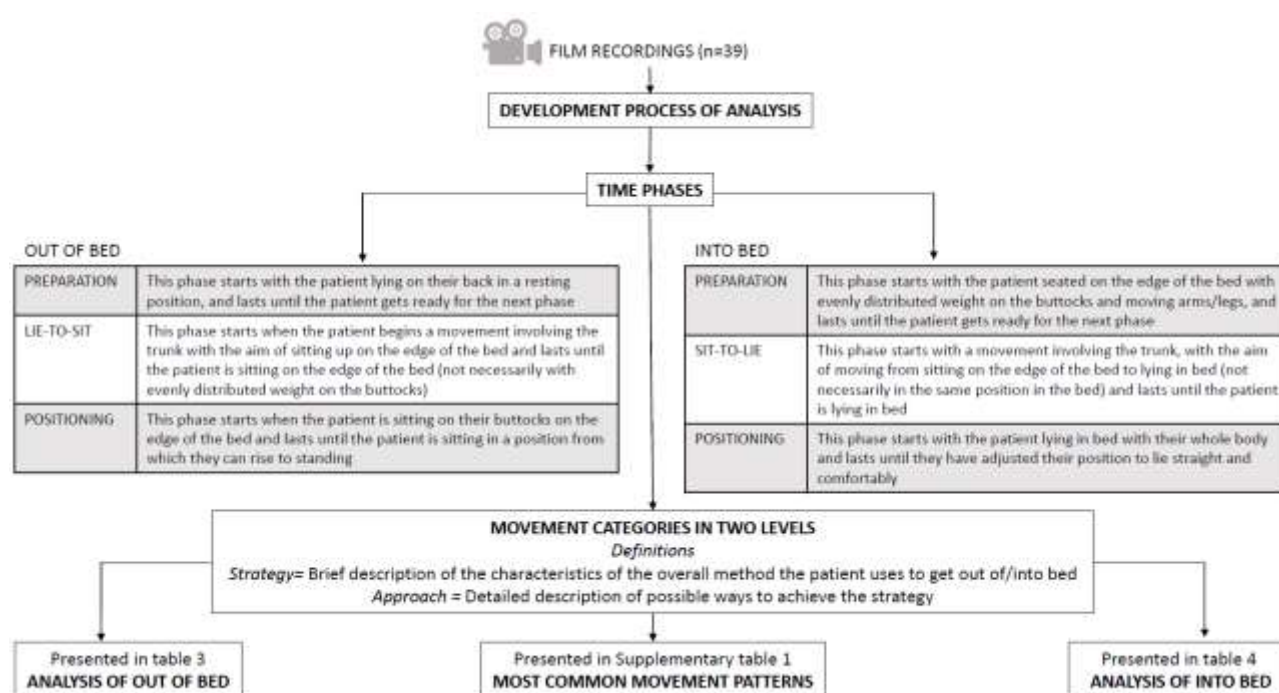 FILM RECORDINGS (n=39)
DEVELOPMENT PROCESS OF ANALYSIS
TIME PHASES
OUT OF BED
PREPARATION
This phase starts with the patient lying on their back in a resting
position, and lasts until the patient gets ready for the next phase
LIE-TO-SIT
This phase starts when the patient begins a movement involving the
trunk with the aim of sitting up on the edge of the bed and lasts until
the patient is sitting on the edge of the bed (not necessarily with
evenly distributed weight on the buttocks)
POSITIONING
This phase starts when the patient is sitting on their buttocks on the
edge of the bed and lasts until the patient is sitting in a position from
which they can rise to standing
INTO BED
PREPARATION
This phase starts with the patient seated on the edge of the bed with
evenly distributed weight on the buttocks and moving arms/legs, and
lasts until the patient gets ready for the next phase
SIT-TO-LIE
This phase starts with a movement involving the trunk, with the aim
of moving from sitting on the edge of the bed to lying in bed (not
necessarily in the same position in the bed) and lasts until the patient
is lying in bed
POSITIONING
This phase starts with the patient lying in bed with their whole body
and lasts until they have adjusted their position to lie straight and
comfortably
MOVEMENT CATEGORIES IN TWO LEVELS
Definitions
Strategy= Brief description of the characteristics of the overall method the patient uses to get out of/into bed
Approach = Detailed description of possible ways to achieve the strategy
Presented in table 3
ANALYSIS OF OUT OF BED
Presented in Supplementary table 1
MOST COMMON MOVEMENT PATTERNS
Presented in table 4
ANALYSIS OF INTO BED